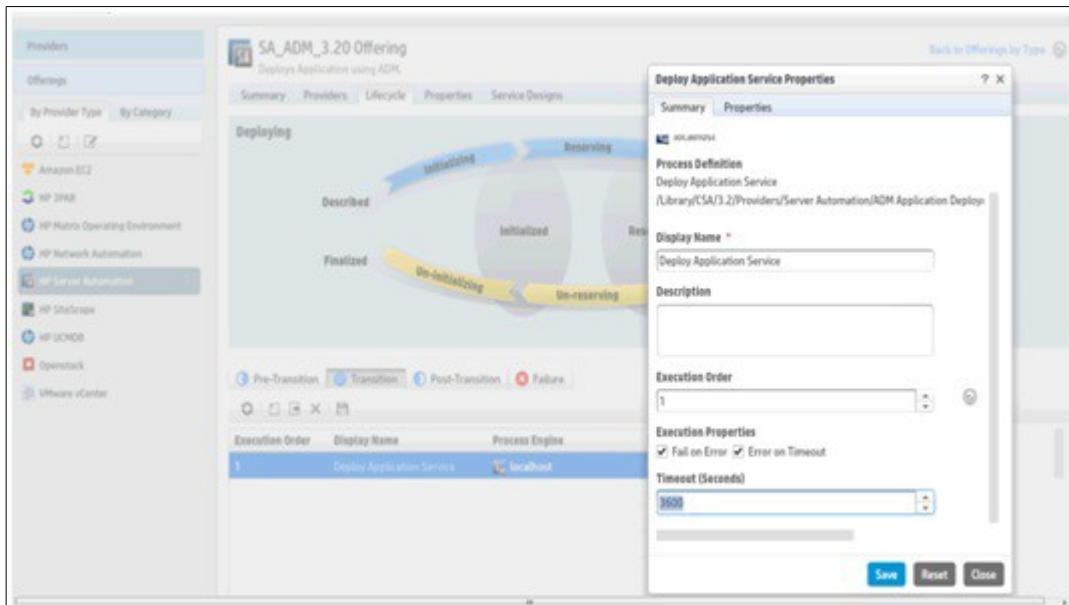 Providers
Offerings
By Provider Type By Category
Amazon EC2
HP 3PAR
HP Matrix Operating Environment
HP Network Automation
HP Server Automation
HP SiteScope
HP UCMDB
Openstack
VMware vCenter
SA_ADM_3.20 Offering
Deploys Application using ADM.
Back to Offerings by Type
Summary Providers Lifecycle Properties Service Designs
Deploying
Initializing
Reserving
Described
Initialized
Finalized
Un-initializing
Un-reserving
Pre-Transition Transition Post-Transition Failure
Execution Order Display Name Process Engine
1 Deploy Application Service localhost
Deploy Application Service Properties ?
Summary Properties
localhost
Process Definition
Deploy Application Service
/Library/CSA/3.2/Providers/Server Automation/ADM Application Deploy
Display Name *
Deploy Application Service
Description
Execution Order
1
Execution Properties
Fail on Error Error on Timeout
Timeout (Seconds)
3600
Save Reset Close